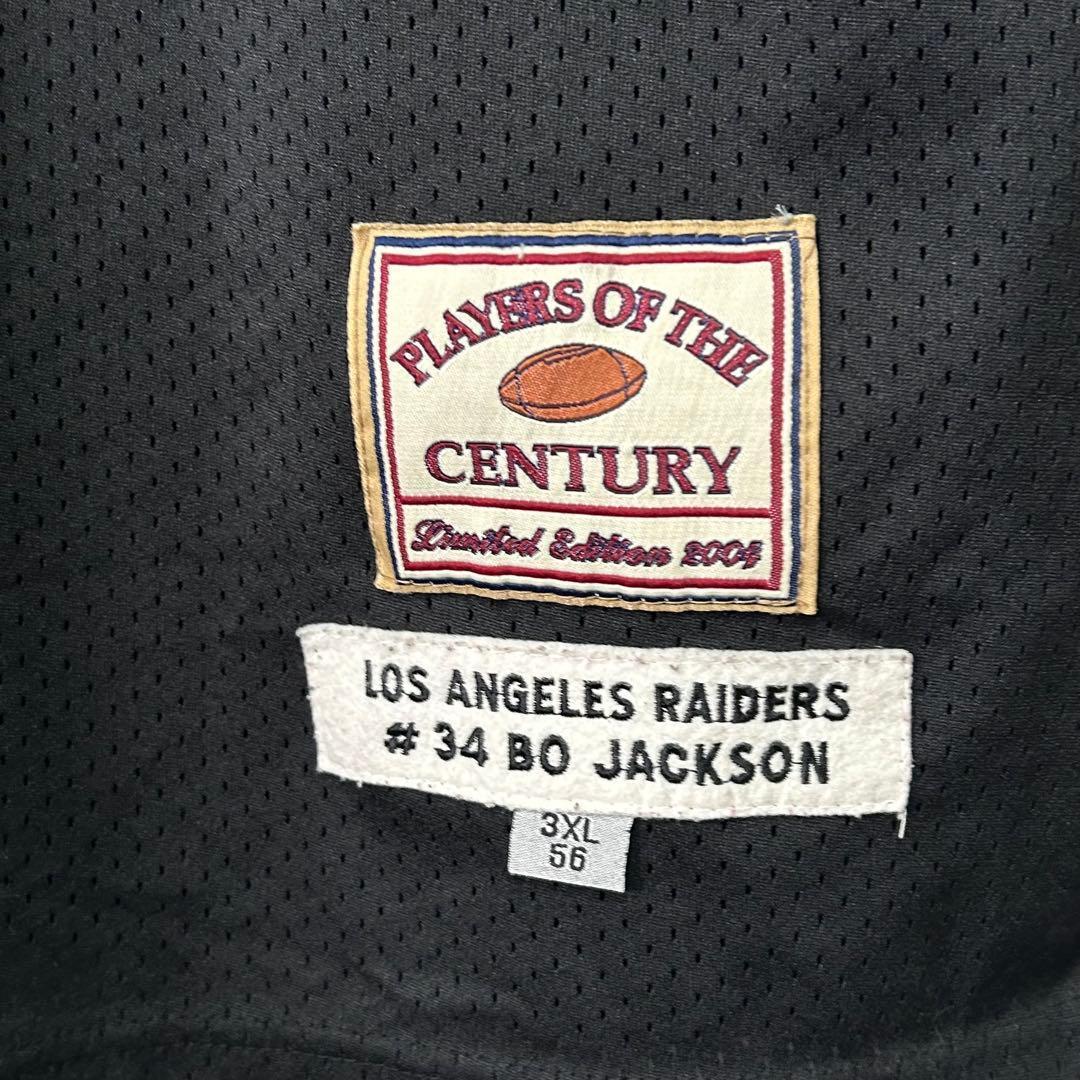 PLAYERS OF THE
CENTURY
Limited Edition 2004
LOS ANGELES RAIDERS
# 34 BO JACKSON
3XL
56